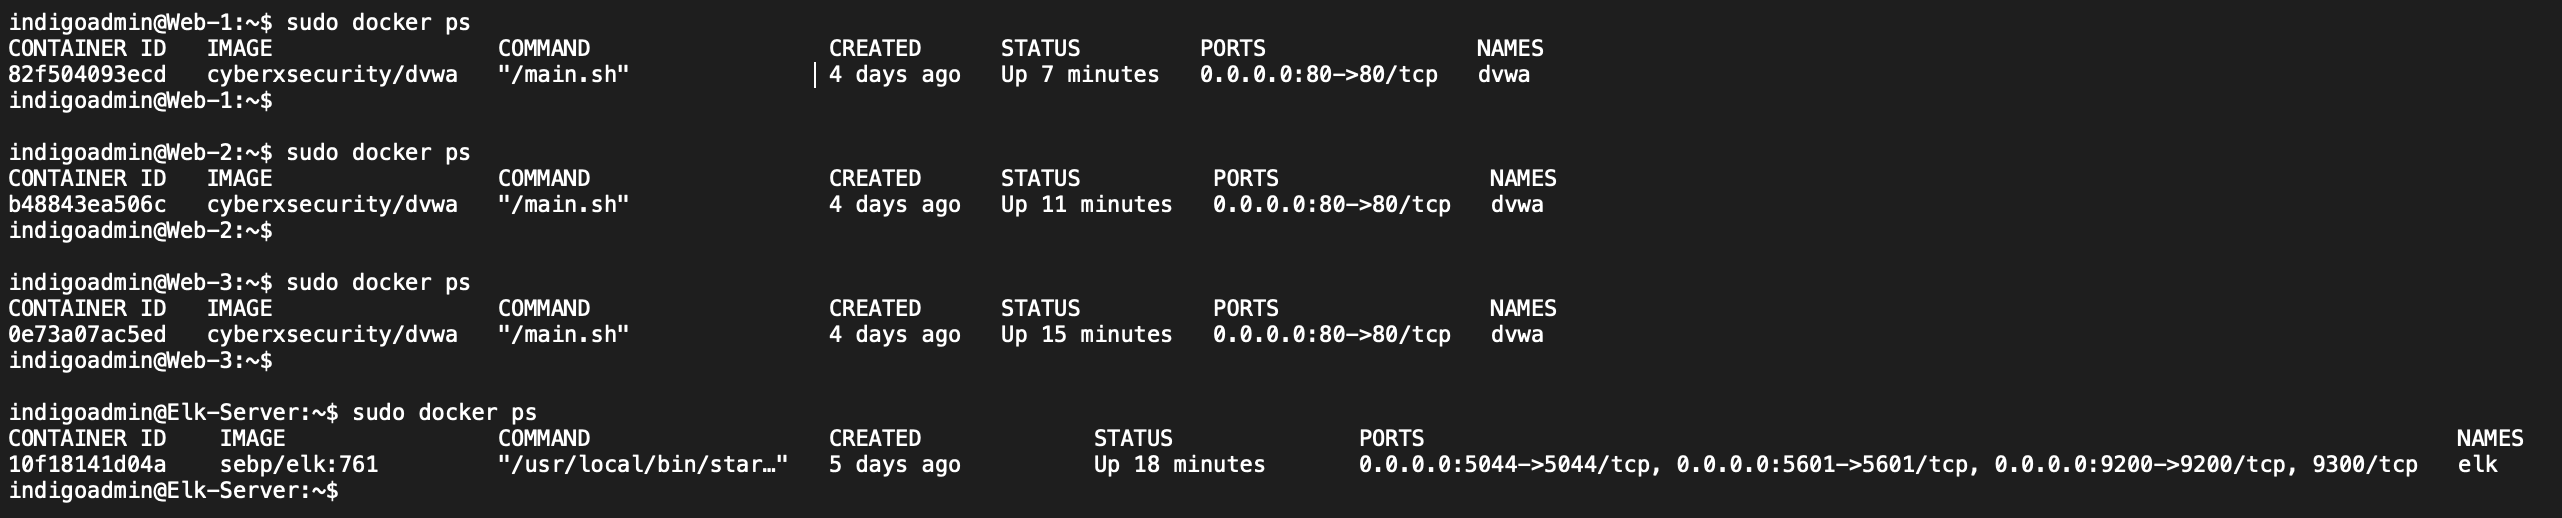 indigoadmin@Web-1:~$ sudo docker ps
CONTAINER ID   IMAGE                 COMMAND                  CREATED      STATUS         PORTS                NAMES
82f504093ecd   cyberxsecurity/dvwa   "/main.sh"               4 days ago   Up 7 minutes   0.0.0.0:80->80/tcp   dvwa
indigoadmin@Web-1:~$
indigoadmin@Web-2:~$ sudo docker ps
CONTAINER ID   IMAGE                 COMMAND                  CREATED      STATUS          PORTS                NAMES
b48843ea506c   cyberxsecurity/dvwa   "/main.sh"               4 days ago   Up 11 minutes   0.0.0.0:80->80/tcp   dvwa
indigoadmin@Web-2:~$
indigoadmin@Web-3:~$ sudo docker ps
CONTAINER ID   IMAGE                 COMMAND                  CREATED      STATUS          PORTS                NAMES
0e73a07ac5ed   cyberxsecurity/dvwa   "/main.sh"               4 days ago   Up 15 minutes   0.0.0.0:80->80/tcp   dvwa
indigoadmin@Web-3:~$
indigoadmin@Elk-Server:~$ sudo docker ps
CONTAINER ID    IMAGE                COMMAND                  CREATED             STATUS              PORTS                                                                              NAMES
10f18141d04a    sebp/elk:761         "/usr/local/bin/star…"   5 days ago          Up 18 minutes       0.0.0.0:5044->5044/tcp, 0.0.0.0:5601->5601/tcp, 0.0.0.0:9200->9200/tcp, 9300/tcp   elk
indigoadmin@Elk-Server:~$